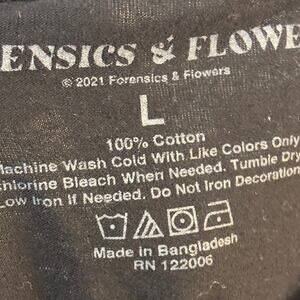 ENSICS & FLOWE
© 2021 Forensics & Flowers
L
100% Cotton
Machine Wash Cold With Like Colors Only
hlorine Bleach When Needed. Tumble Dry
Low Iron If Needed. Do Not Iron Decoration
Made in Bangladesh
RN 122006